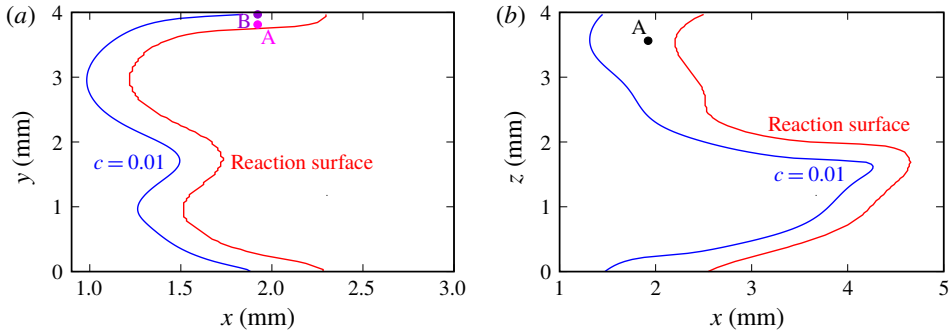 (a)
4
3
2
1
0
y (mm)
B
A
c = 0.01
Reaction surface
1.0 1.5 2.0 2.5 3.0
x (mm)
(b)
4
3
2
1
0
z (mm)
A
Reaction surface
c = 0.01
1 2 3 4 5
x (mm)